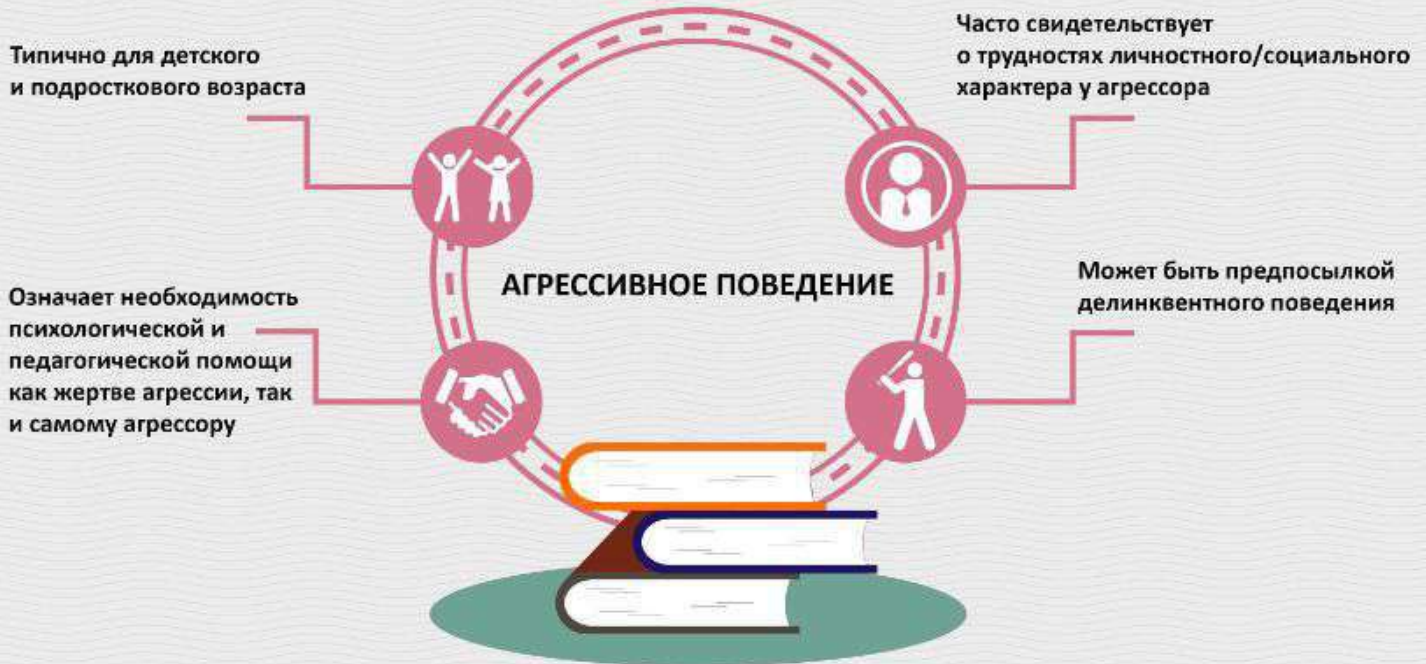 Типично для детского
и подросткового возраста
Часто свидетельствует
о трудностях личностного/социального
характера у агрессора
АГРЕССИВНОЕ ПОВЕДЕНИЕ
Означает необходимость
психологической и
педагогической помощи
как жертве агрессии, так
и самому агрессору
Может быть предпосылкой
делинквентного поведения